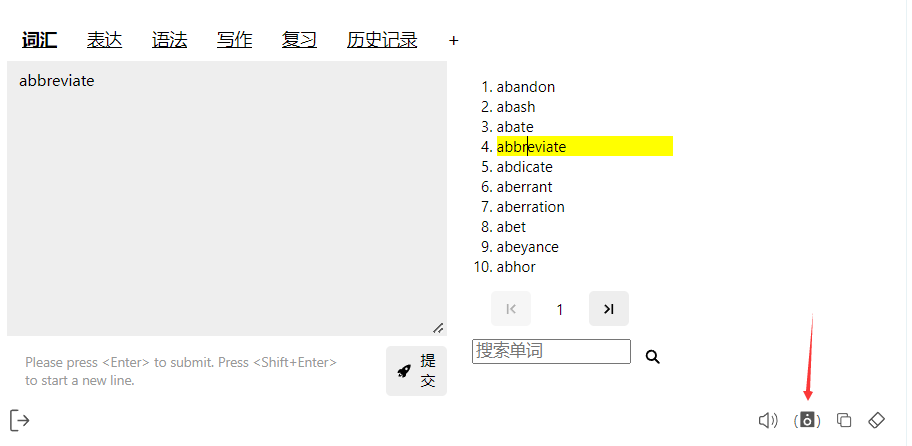 词汇 表达 语法 写作 复习 历史记录 +
abbreviate
1. abandon
2. abash
3. abate
4. abbreviate
5. abdicate
6. aberrant
7. aberration
8. abet
9. abeyance
10. abhor
1
搜索单词
Please press <Enter> to submit. Press <Shift+Enter>
to start a new line.
提
交